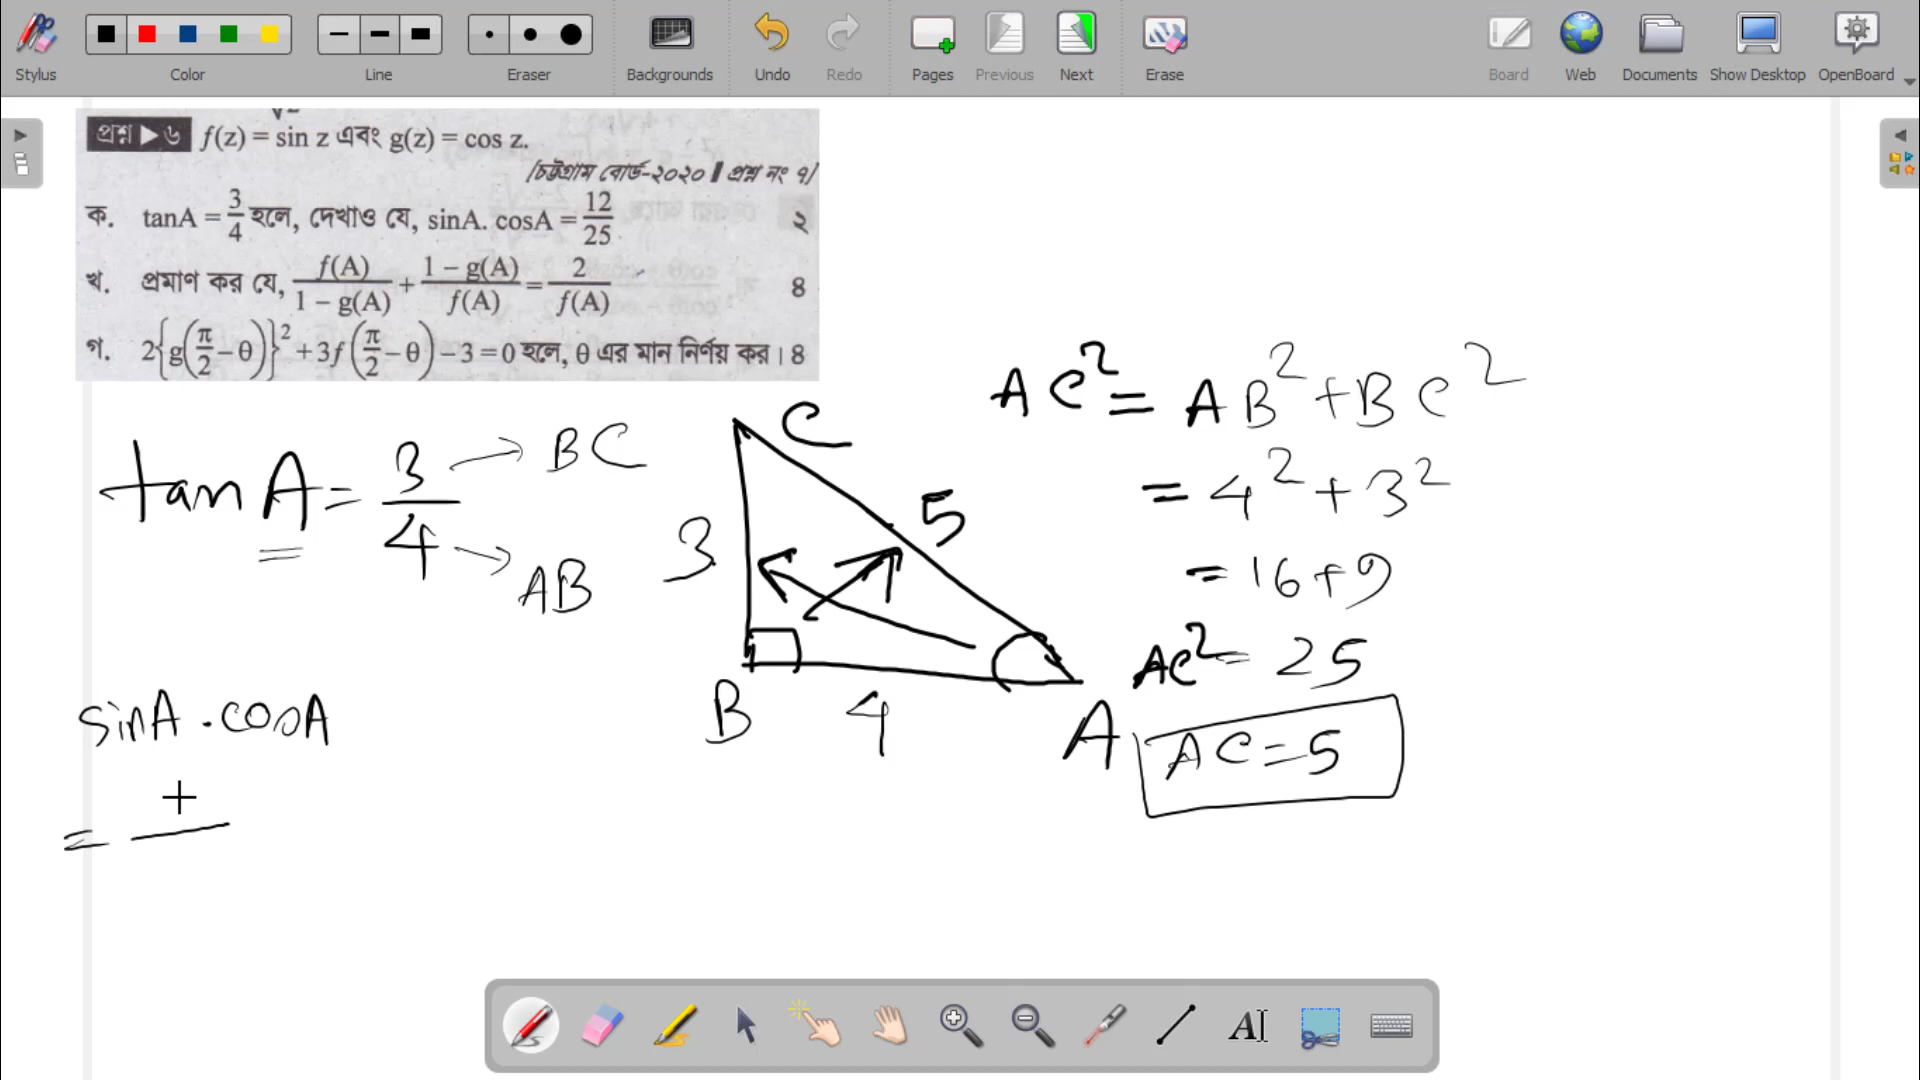 Stylus Color Line Eraser Backgrounds Undo Redo Pages Previous Next Erase Board Web Documents Show Desktop OpenBoard
প্রশ্ন ▶ ৬ f(z) = sin z এবং g(z) = cos z.
/চট্টগ্রাম বোর্ড-২০২০ ‖ প্রশ্ন নং ৭/
ক. tanA = 3/4 হলে, দেখাও যে, sinA. cosA = 12/25 ২
খ. প্রমাণ কর যে, f(A)/(1 − g(A)) + (1 − g(A))/f(A) = 2/f(A) 8
গ. 2{g(π/2 − θ)}² + 3f(π/2 − θ) − 3 = 0 হলে, θ এর মান নির্ণয় কর। 8
tan A = 3/4 → BC → AB
C
3
5
B
4
A
AC² = AB² + BC²
= 4² + 3²
= 16 + 9
AC² = 25
AC = 5
sinA . cosA
=